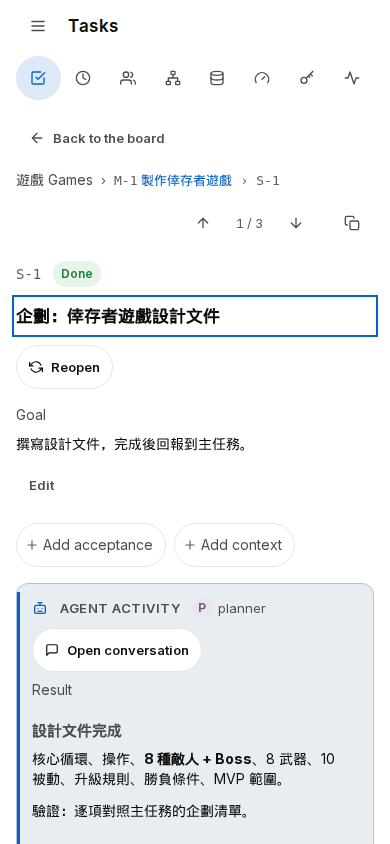 Tasks
Back to the board
遊戲 Games › M-1 製作倖存者遊戲 › S-1
1 / 3
S-1 Done
企劃：倖存者遊戲設計文件
Reopen
Goal
撰寫設計文件，完成後回報到主任務。
Edit
Add acceptance Add context
AGENT ACTIVITY P planner
Open conversation
Result
設計文件完成
核心循環、操作、8 種敵人 + Boss、8 武器、10
被動、升級規則、勝負條件、MVP 範圍。
驗證：逐項對照主任務的企劃清單。